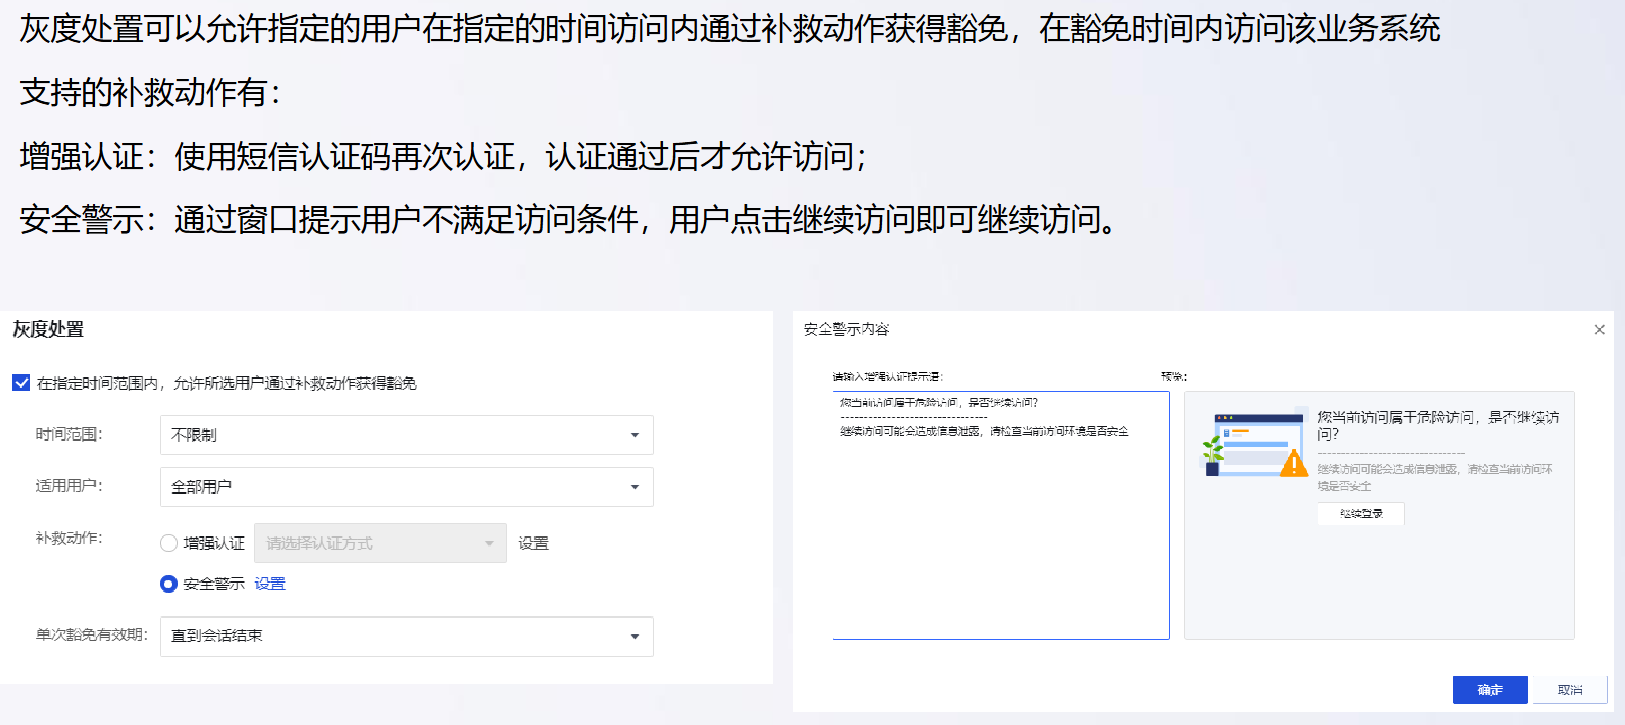 灰度处置可以允许指定的用户在指定的时间访问内通过补救动作获得豁免，在豁免时间内访问该业务系统
支持的补救动作有：
增强认证：使用短信认证码再次认证，认证通过后才允许访问；
安全警示：通过窗口提示用户不满足访问条件，用户点击继续访问即可继续访问。
灰度处置
在指定时间范围内，允许所选用户通过补救动作获得豁免
时间范围： 不限制
适用用户： 全部用户
补救动作： 增强认证 请选择认证方式 设置
安全警示 设置
单次豁免有效期： 直到会话结束
安全警示内容
请输入增强认证提示语：
您当前访问属于危险访问，是否继续访问？
--------------------------------
继续访问可能会造成信息泄露，请检查当前访问环境是否安全
预览：
您当前访问属于危险访问，是否继续访
问？
--------------------------------
继续访问可能会造成信息泄露，请检查当前访问环
境是否安全
继续登录
确定 取消